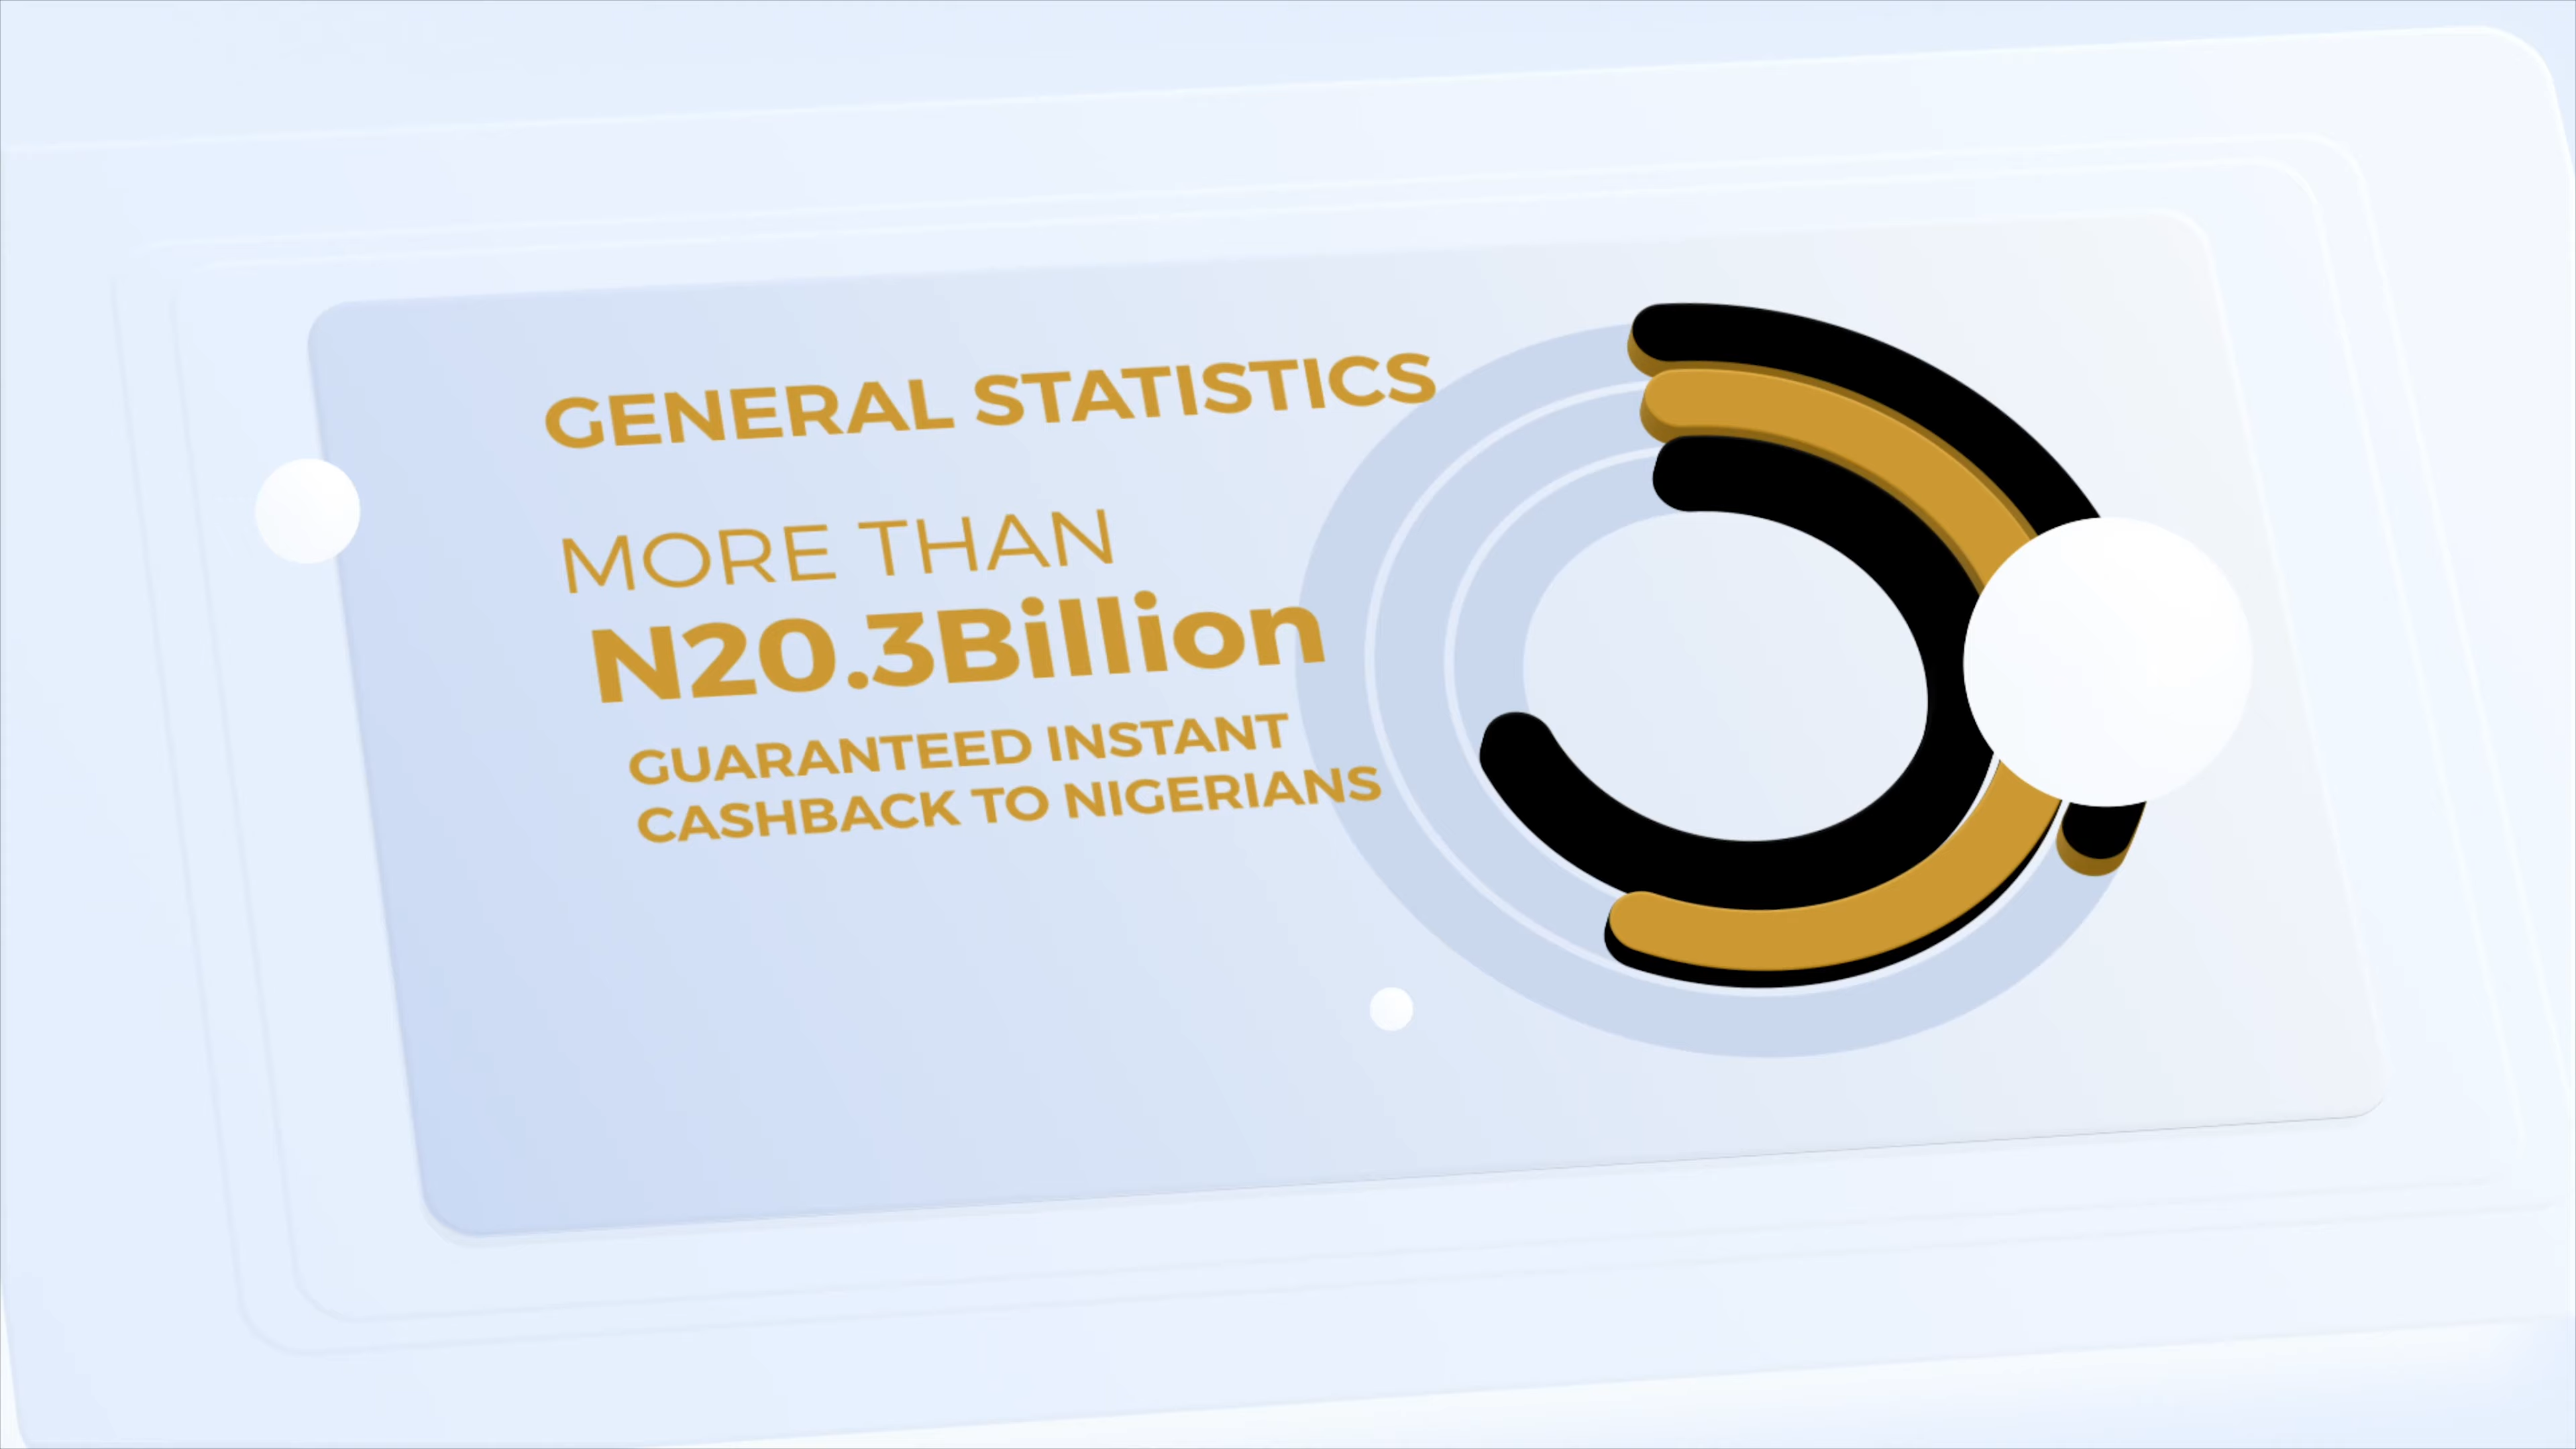 GENERAL STATISTICS
MORE THAN
N20.3Billion
GUARANTEED INSTANT
CASHBACK TO NIGERIANS